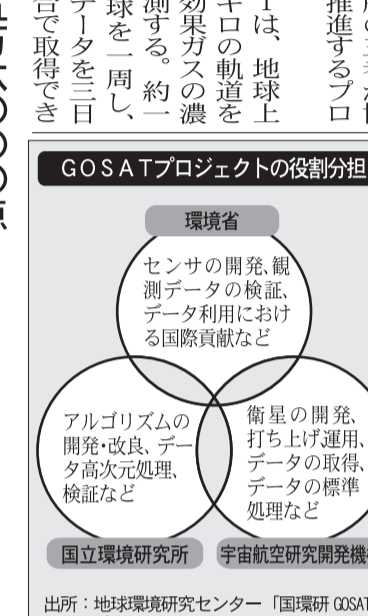 の三者が
推進するプロ
は、地球上
キロの軌道を
効果ガスの濃
測する。約一
球を一周し、
データを三日
合で取得でき
GOSATプロジェクトの役割分担
環境省
センサの開発、観
測データの検証、
データ利用におけ
る国際貢献など
アルゴリズムの
開発・改良、デー
タ高次元処理、
検証など
衛星の開発、
打ち上げ運用、
データの取得、
データの標準
処理など
国立環境研究所
宇宙航空研究開発機
出所：地球環境研究センター「国環研 GOSAT